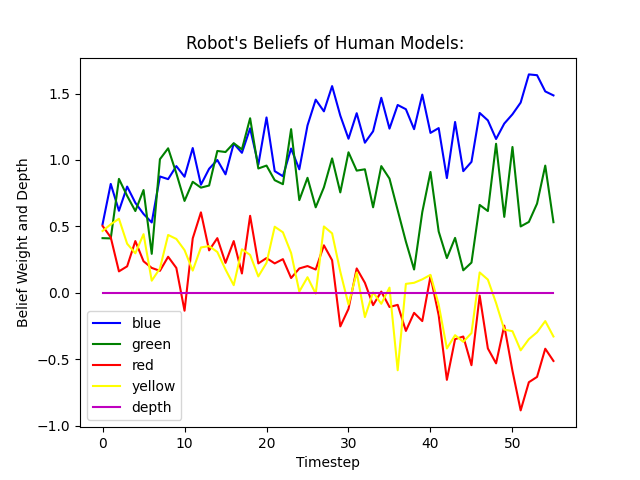 Robot's Beliefs of Human Models:
Belief Weight and Depth
1.5
1.0
0.5
0.0
−0.5
−1.0
blue
green
red
yellow
depth
0 10 20 30 40 50
Timestep